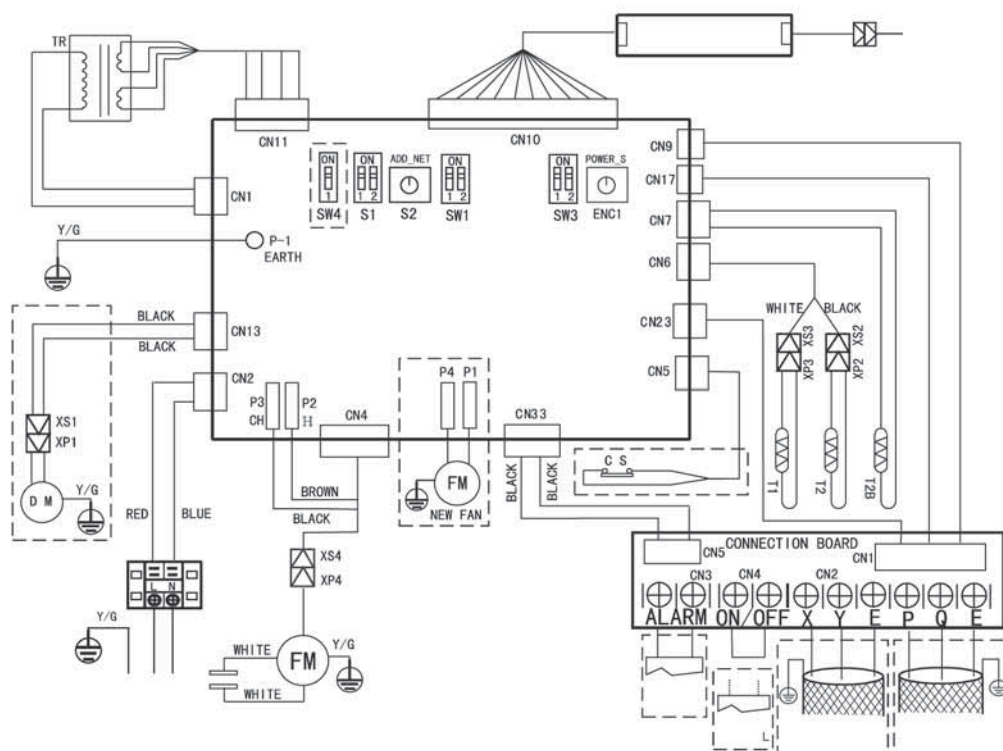 TR
CN11
CN10
CN9
CN17
CN7
CN6
CN23
CN5
CN1
ON
1
SW4
ON
1 2
S1
ADD_NET
S2
ON
1 2
SW1
ON
1 2
SW3
POWER_S
ENC1
Y/G
P-1
EARTH
BLACK
BLACK
CN13
CN2
XS1
XP1
DM
Y/G
RED
BLUE
L N
Y/G
P3
CH
P2
H
CN4
P4
P1
CN33
FM
NEW FAN
BROWN
BLACK
XS4
XP4
FM
Y/G
WHITE
WHITE
BLACK
BLACK
CS
WHITE
BLACK
XS3
XP3
XS2
XP2
T1
T2
T2B
CN5
CONNECTION BOARD
CN1
CN3
CN4
CN2
ALARM ON/OFF X Y E P Q E
L